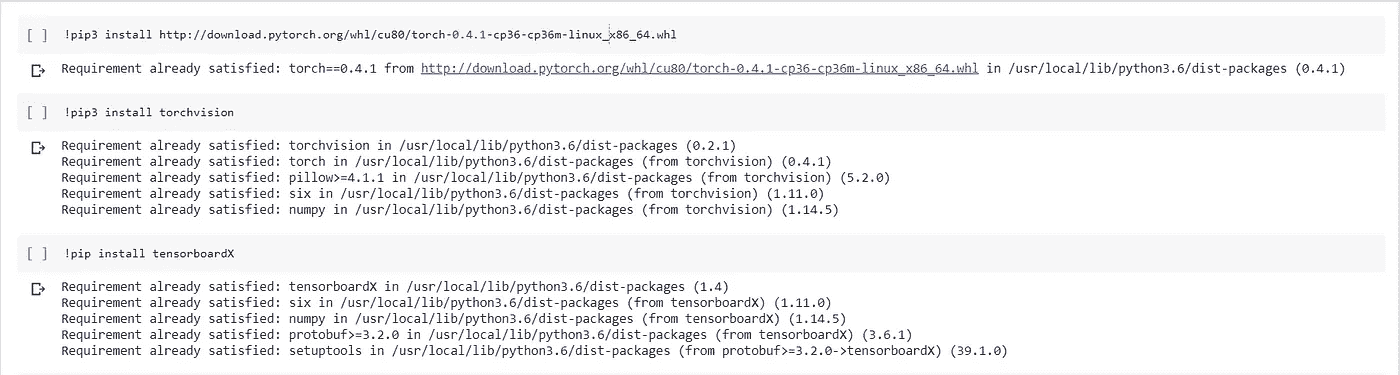 [ ] !pip3 install http://download.pytorch.org/whl/cu80/torch-0.4.1-cp36-cp36m-linux_x86_64.whl
Requirement already satisfied: torch==0.4.1 from http://download.pytorch.org/whl/cu80/torch-0.4.1-cp36-cp36m-linux_x86_64.whl in /usr/local/lib/python3.6/dist-packages (0.4.1)
[ ] !pip3 install torchvision
Requirement already satisfied: torchvision in /usr/local/lib/python3.6/dist-packages (0.2.1)
Requirement already satisfied: torch in /usr/local/lib/python3.6/dist-packages (from torchvision) (0.4.1)
Requirement already satisfied: pillow>=4.1.1 in /usr/local/lib/python3.6/dist-packages (from torchvision) (5.2.0)
Requirement already satisfied: six in /usr/local/lib/python3.6/dist-packages (from torchvision) (1.11.0)
Requirement already satisfied: numpy in /usr/local/lib/python3.6/dist-packages (from torchvision) (1.14.5)
[ ] !pip install tensorboardX
Requirement already satisfied: tensorboardX in /usr/local/lib/python3.6/dist-packages (1.4)
Requirement already satisfied: six in /usr/local/lib/python3.6/dist-packages (from tensorboardX) (1.11.0)
Requirement already satisfied: numpy in /usr/local/lib/python3.6/dist-packages (from tensorboardX) (1.14.5)
Requirement already satisfied: protobuf>=3.2.0 in /usr/local/lib/python3.6/dist-packages (from tensorboardX) (3.6.1)
Requirement already satisfied: setuptools in /usr/local/lib/python3.6/dist-packages (from protobuf>=3.2.0->tensorboardX) (39.1.0)